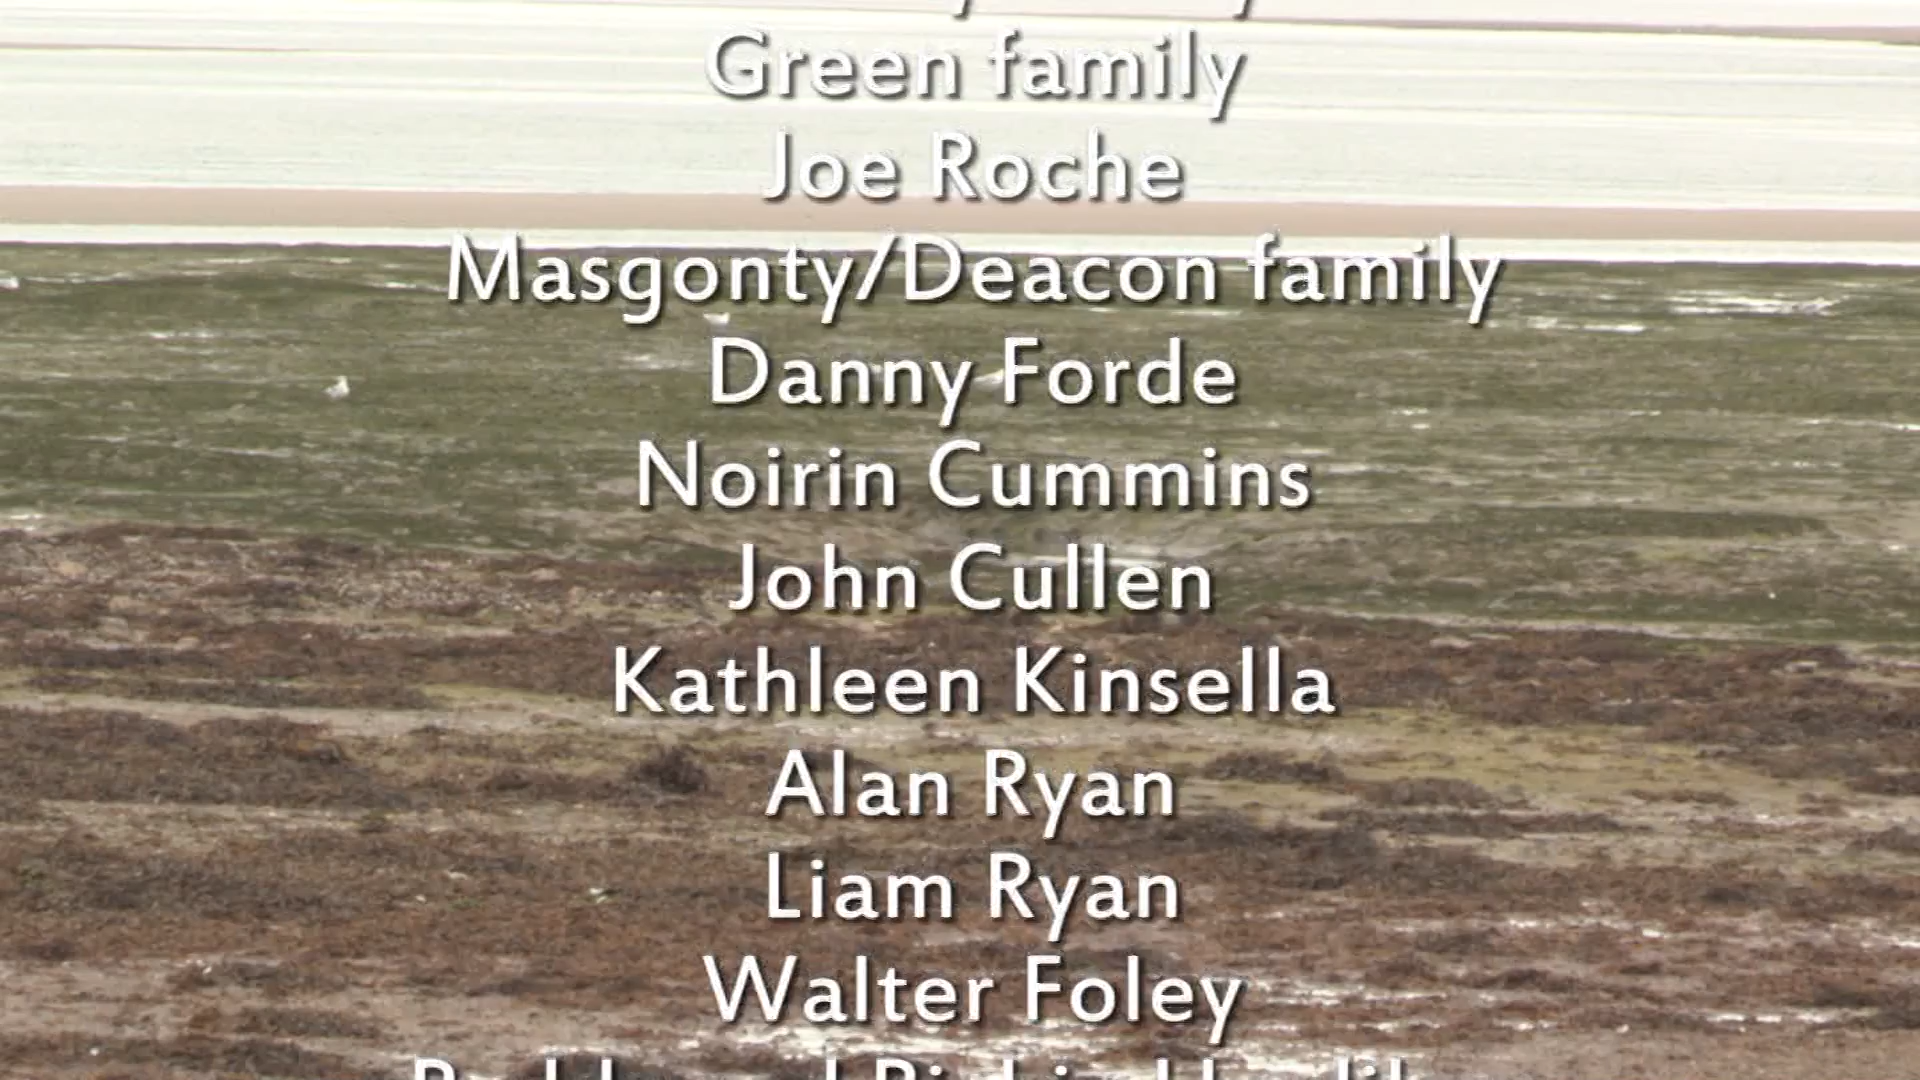 Green family
Joe Roche
Masgonty/Deacon family
Danny Forde
Noirin Cummins
John Cullen
Kathleen Kinsella
Alan Ryan
Liam Ryan
Walter Foley